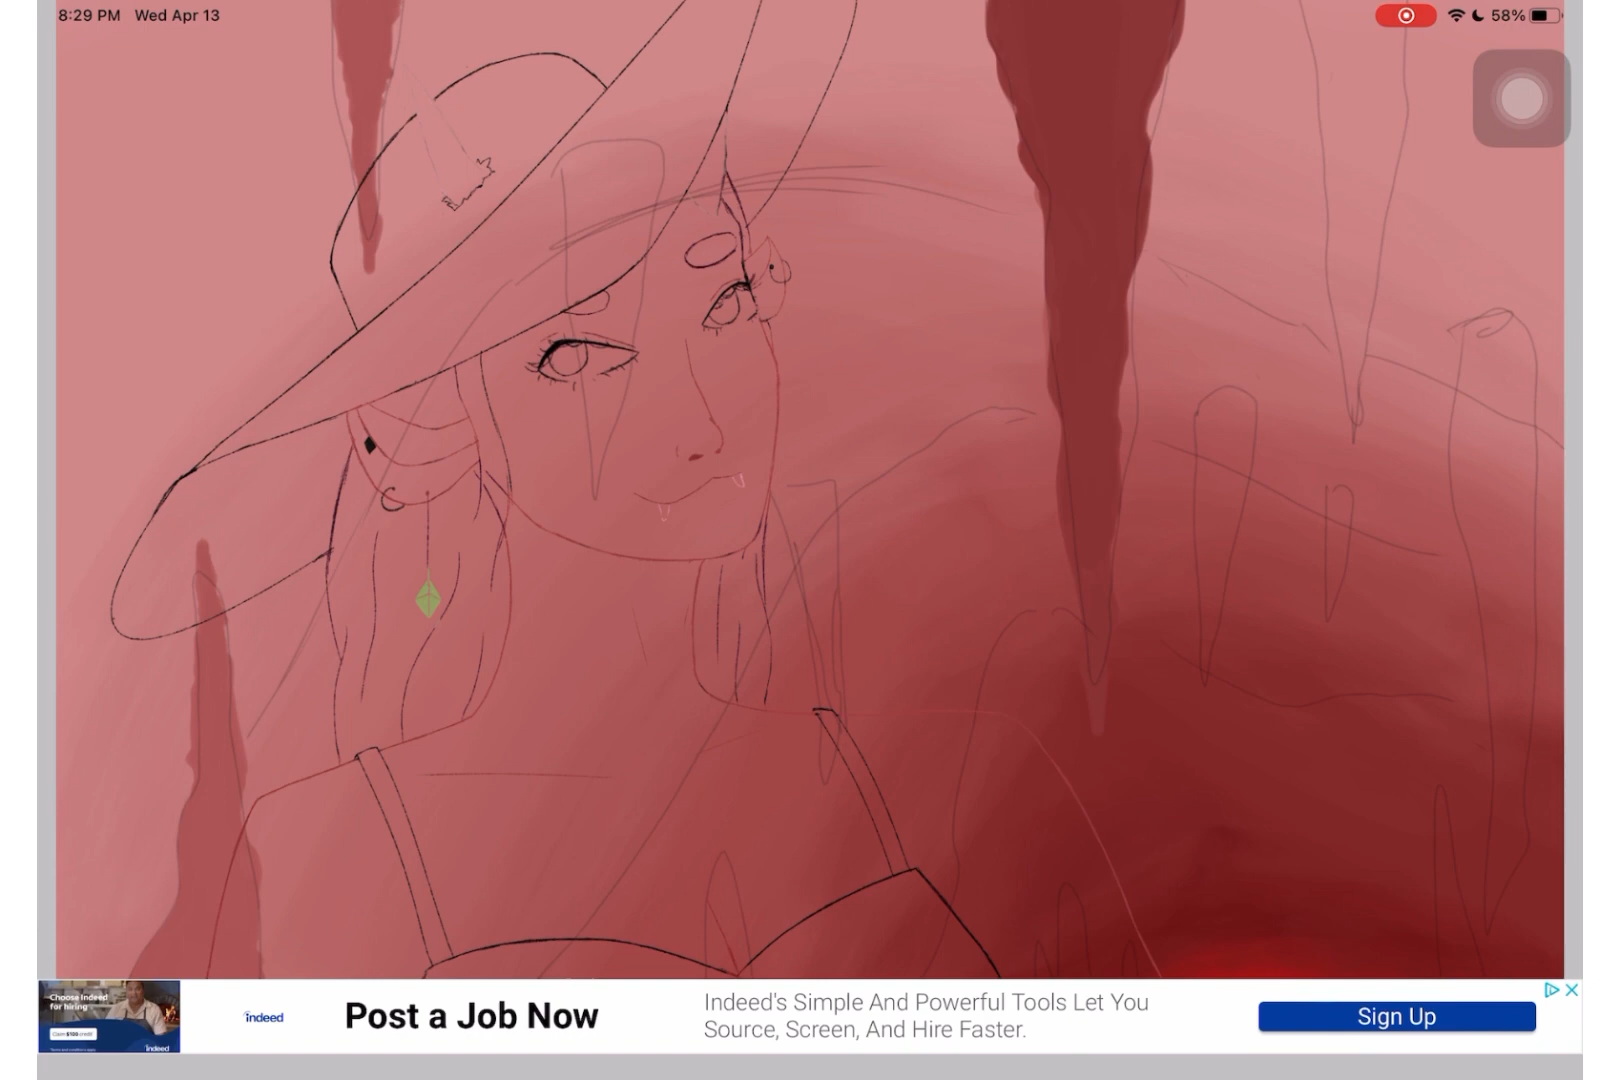 8:29 PM Wed Apr 13
58%
Choose Indeed
for hiring
indeed
indeed
Post a Job Now
Indeed's Simple And Powerful Tools Let You
Source, Screen, And Hire Faster.
Sign Up